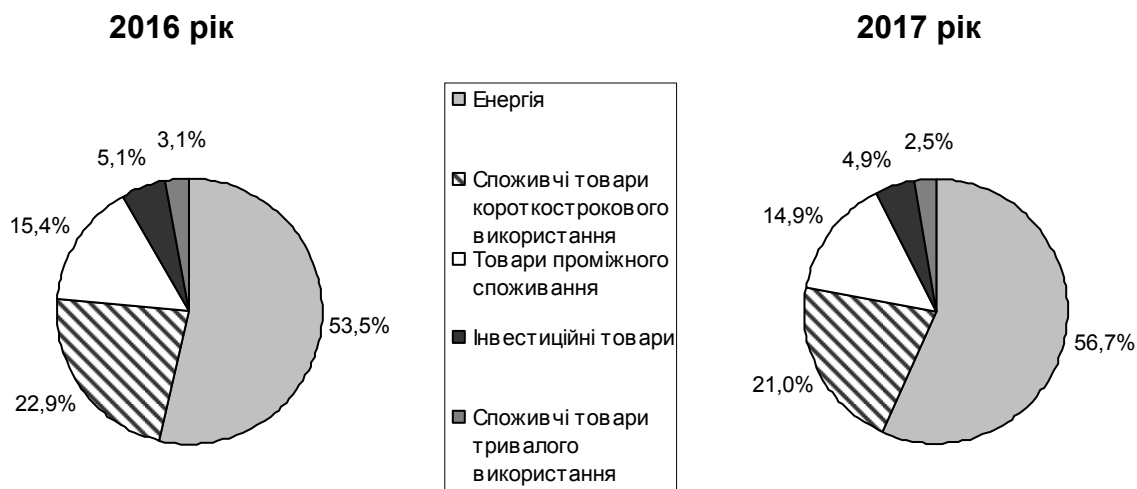 2016 рік
2017 рік
3,1%
5,1%
15,4%
53,5%
22,9%
Енергія
Споживчі товари
короткострокового
використання
Товари проміжного
споживання
Інвестиційні товари
Споживчі товари
тривалого
використання
2,5%
4,9%
14,9%
56,7%
21,0%